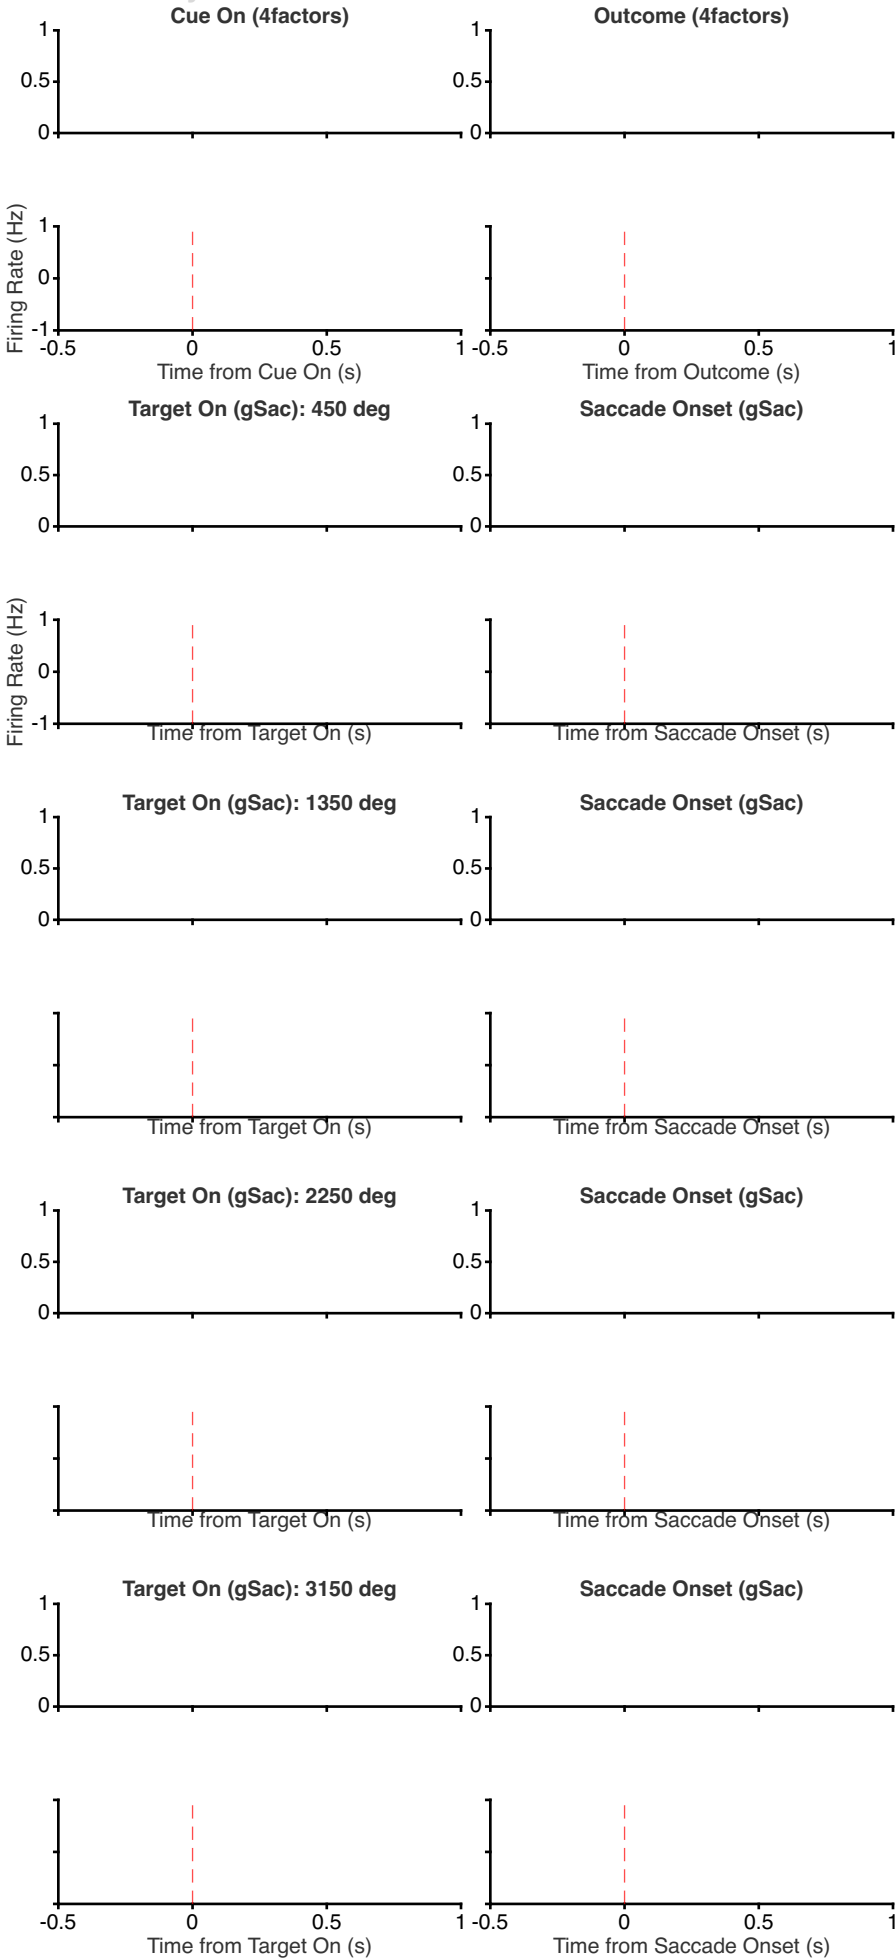 Cue On (4factors) Outcome (4factors)
1 1
0.5 0.5
0 0
Firing Rate (Hz)
1
0
-1
-0.5 0 0.5 1 -0.5 0 0.5 1
Time from Cue On (s) Time from Outcome (s)
Target On (gSac): 450 deg Saccade Onset (gSac)
1 1
0.5 0.5
0 0
Firing Rate (Hz)
1
0
-1
Time from Target On (s) Time from Saccade Onset (s)
Target On (gSac): 1350 deg Saccade Onset (gSac)
1 1
0.5 0.5
0 0
Time from Target On (s) Time from Saccade Onset (s)
Target On (gSac): 2250 deg Saccade Onset (gSac)
1 1
0.5 0.5
0 0
Time from Target On (s) Time from Saccade Onset (s)
Target On (gSac): 3150 deg Saccade Onset (gSac)
1 1
0.5 0.5
0 0
-0.5 0 0.5 1 -0.5 0 0.5 1
Time from Target On (s) Time from Saccade Onset (s)